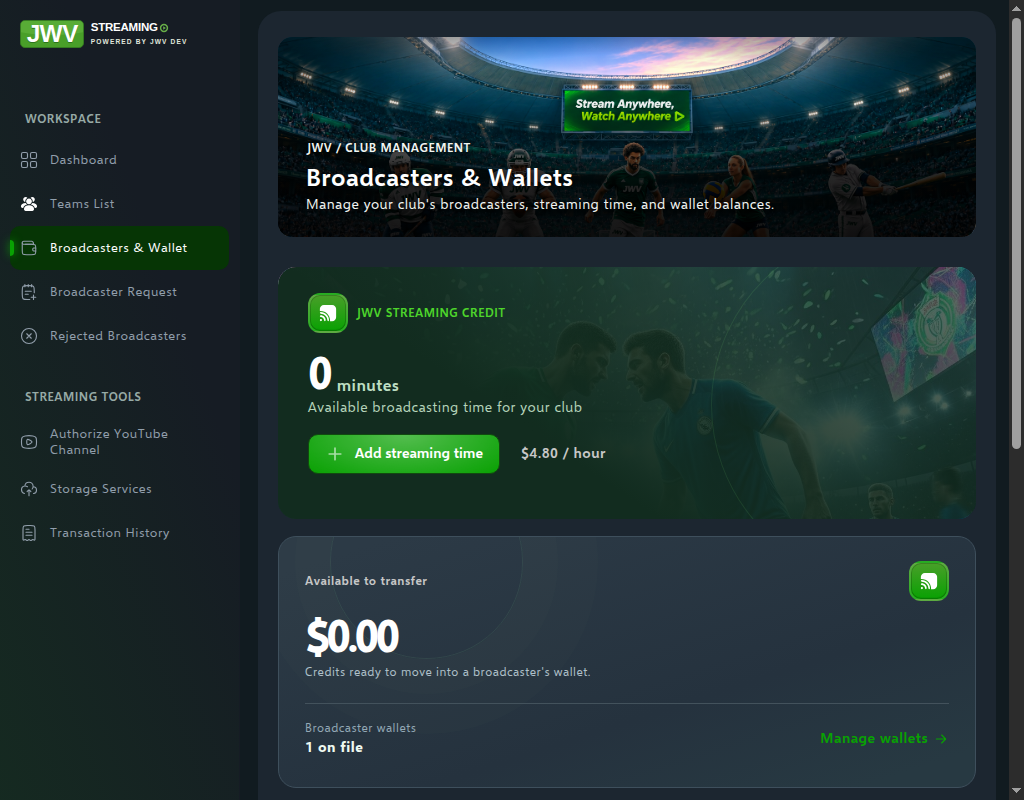 JWV STREAMING
POWERED BY JWV DEV
WORKSPACE
Dashboard
Teams List
Broadcasters & Wallet
Broadcaster Request
Rejected Broadcasters
STREAMING TOOLS
Authorize YouTube
Channel
Storage Services
Transaction History
Stream Anywhere,
Watch Anywhere
JWV / CLUB MANAGEMENT
Broadcasters & Wallets
Manage your club's broadcasters, streaming time, and wallet balances.
JWV
JWV STREAMING CREDIT
0 minutes
Available broadcasting time for your club
Add streaming time
$4.80 / hour
Available to transfer
$0.00
Credits ready to move into a broadcaster's wallet.
Broadcaster wallets
1 on file
Manage wallets →